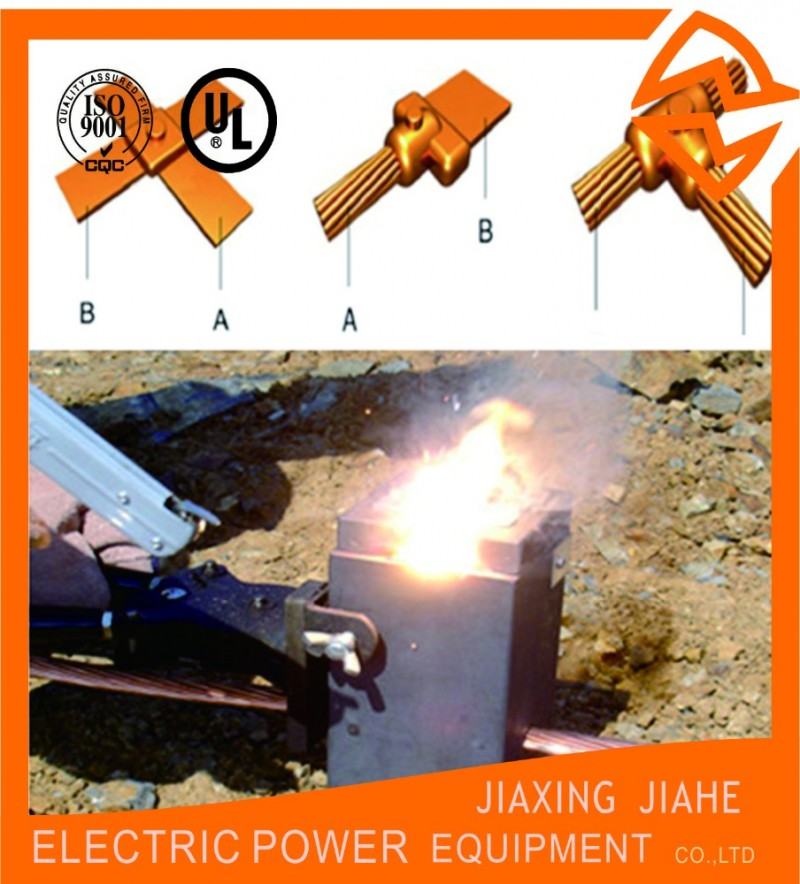 QUALITY ASSURED FIRM
ISO
9001
CQC
UL
®
B
A
A
B
JIAXING JIAHE
ELECTRIC POWER EQUIPMENT CO.,LTD